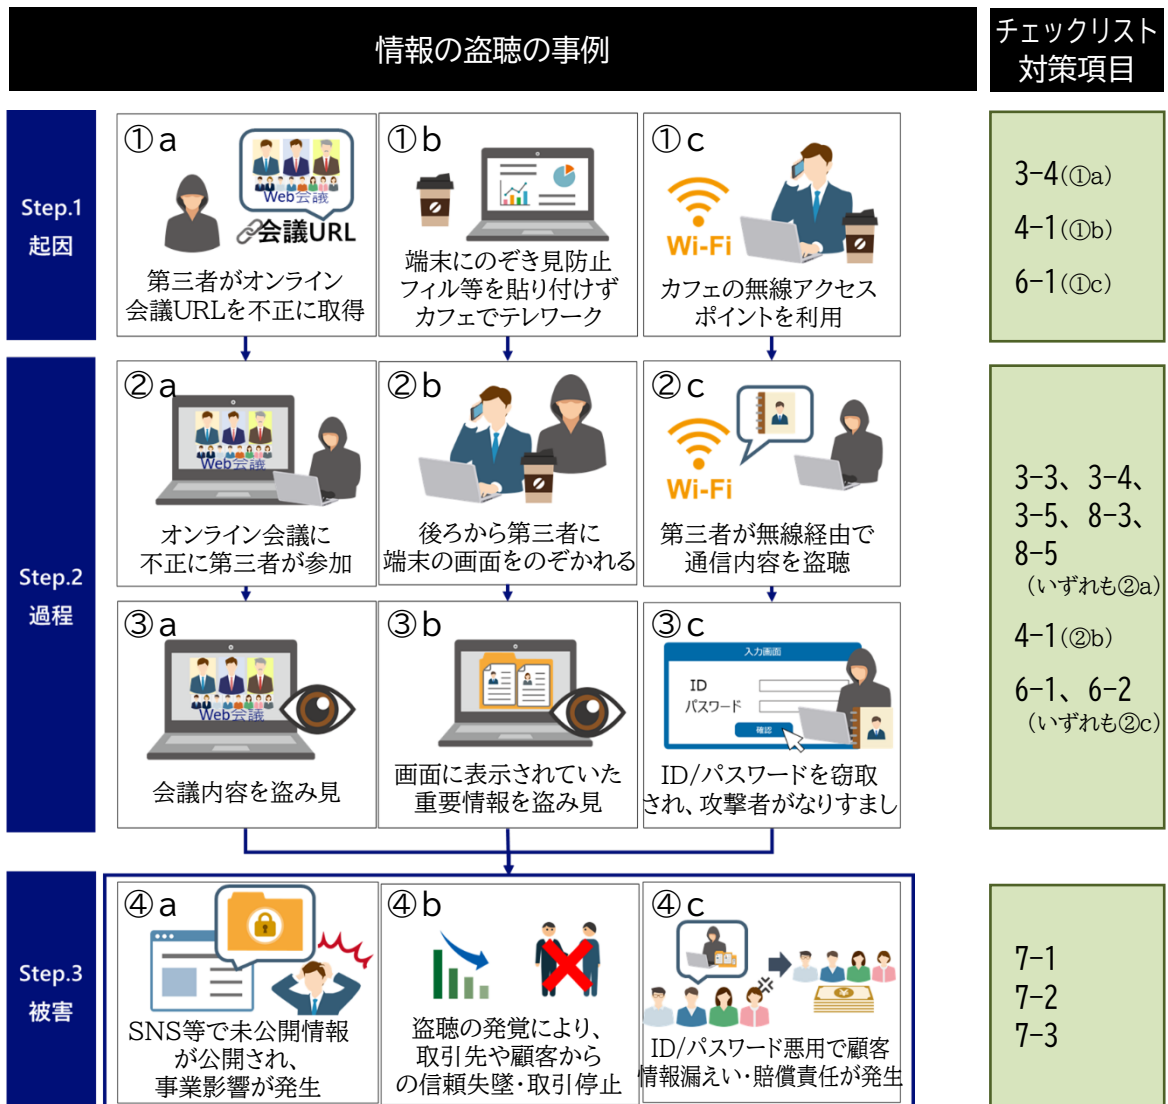 情報の盗聴の事例
チェックリスト
対策項目
Step.1
起因
①a
Web会議
会議URL
第三者がオンライン
会議URLを不正に取得
①b
端末にのぞき見防止
フィル等を貼り付けず
カフェでテレワーク
①c
Wi-Fi
カフェの無線アクセス
ポイントを利用
3-4(①a)
4-1(①b)
6-1(①c)
Step.2
過程
②a
Web会議
オンライン会議に
不正に第三者が参加
②b
後ろから第三者に
端末の画面をのぞかれる
②c
Wi-Fi
第三者が無線経由で
通信内容を盗聴
③a
Web会議
会議内容を盗み見
③b
画面に表示されていた
重要情報を盗み見
③c
入力画面
ID
パスワード
確認
ID/パスワードを窃取
され、攻撃者がなりすまし
3-3、3-4、
3-5、8-3、
8-5
(いずれも②a)
4-1(②b)
6-1、6-2
(いずれも②c)
Step.3
被害
④a
SNS等で未公開情報
が公開され、
事業影響が発生
④b
盗聴の発覚により、
取引先や顧客から
の信頼失墜・取引停止
④c
ID/パスワード悪用で顧客
情報漏えい・賠償責任が発生
7-1
7-2
7-3